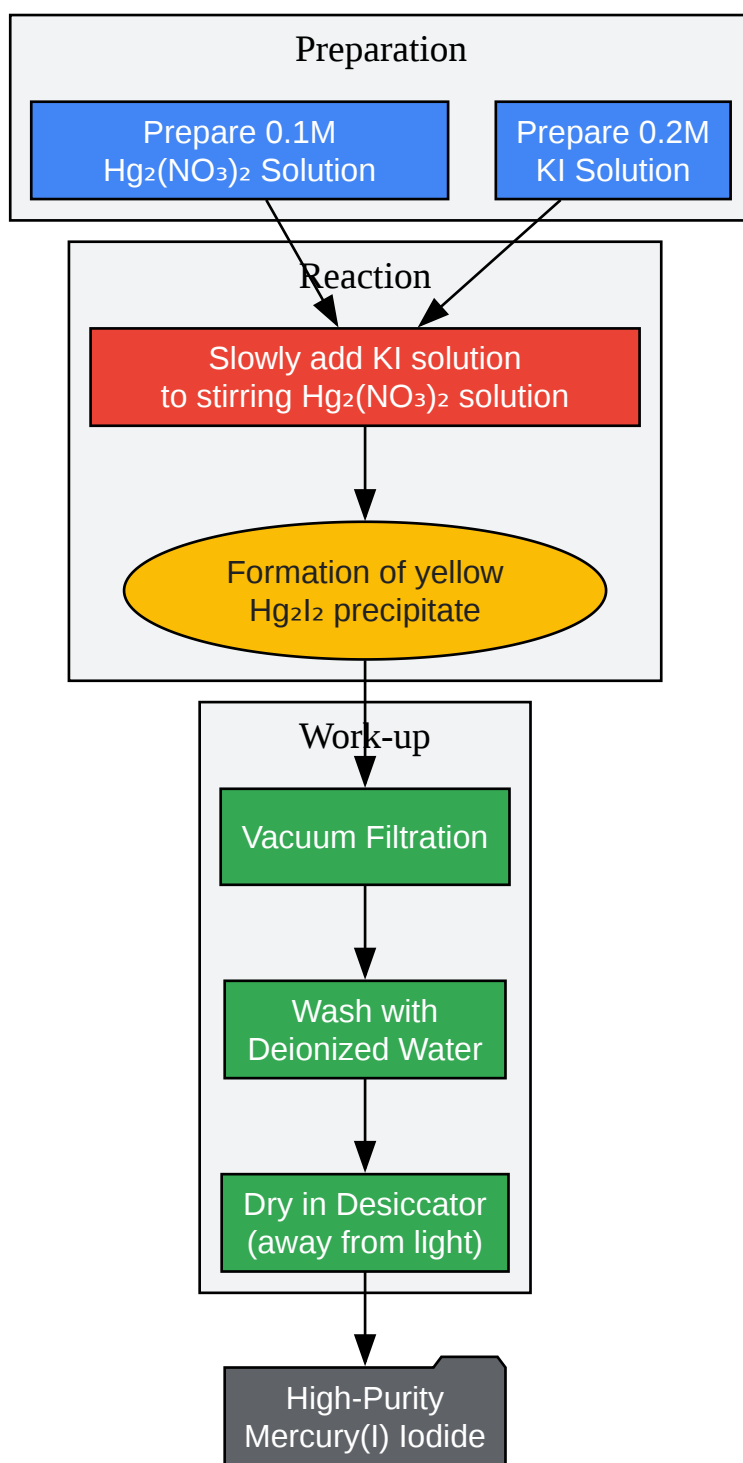 Preparation
Prepare 0.1M
Hg₂(NO₃)₂ Solution
Prepare 0.2M
KI Solution
Reaction
Slowly add KI solution
to stirring Hg₂(NO₃)₂ solution
Formation of yellow
Hg₂I₂ precipitate
Work-up
Vacuum Filtration
Wash with
Deionized Water
Dry in Desiccator
(away from light)
High-Purity
Mercury(I) Iodide